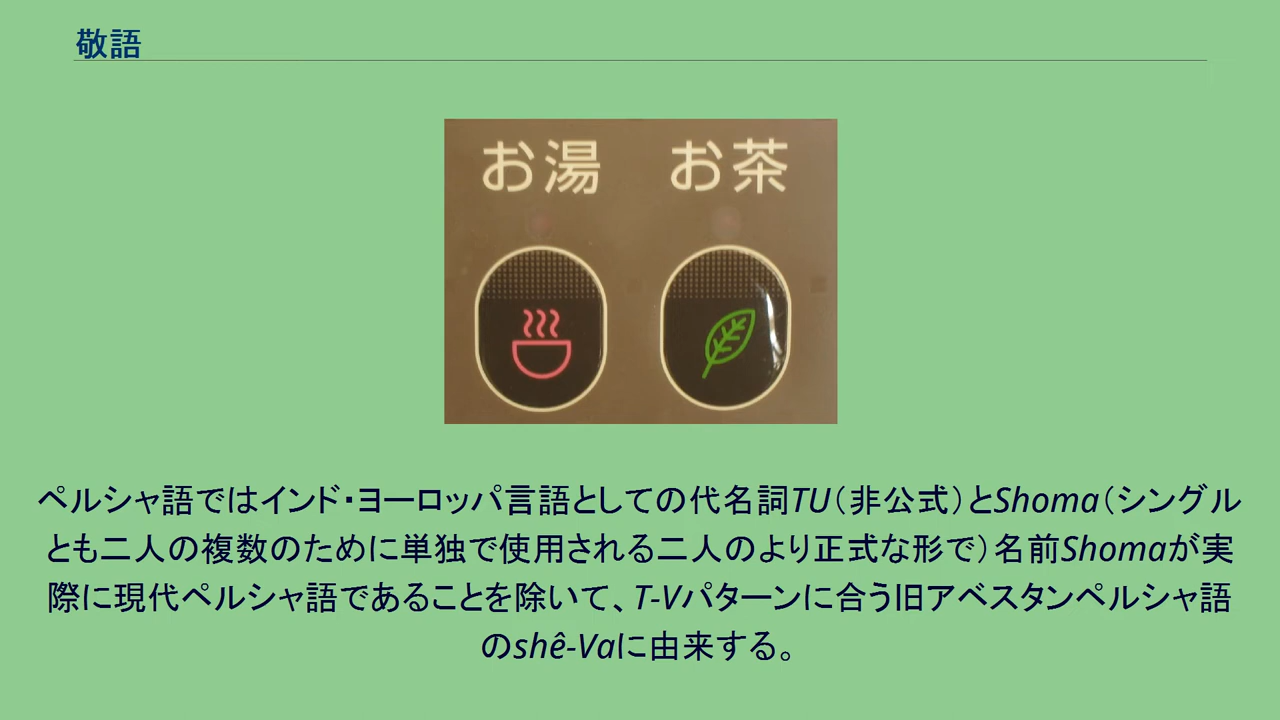 敬語
お湯 お茶
ペルシャ語ではインド・ヨーロッパ言語としての代名詞TU(非公式)とShoma(シングル
とも二人の複数のために単独で使用される二人のより正式な形で)名前Shomaが実
際に現代ペルシャ語であることを除いて、T-Vパターンに合う旧アベスタンペルシャ語
のshê-Vaに由来する。